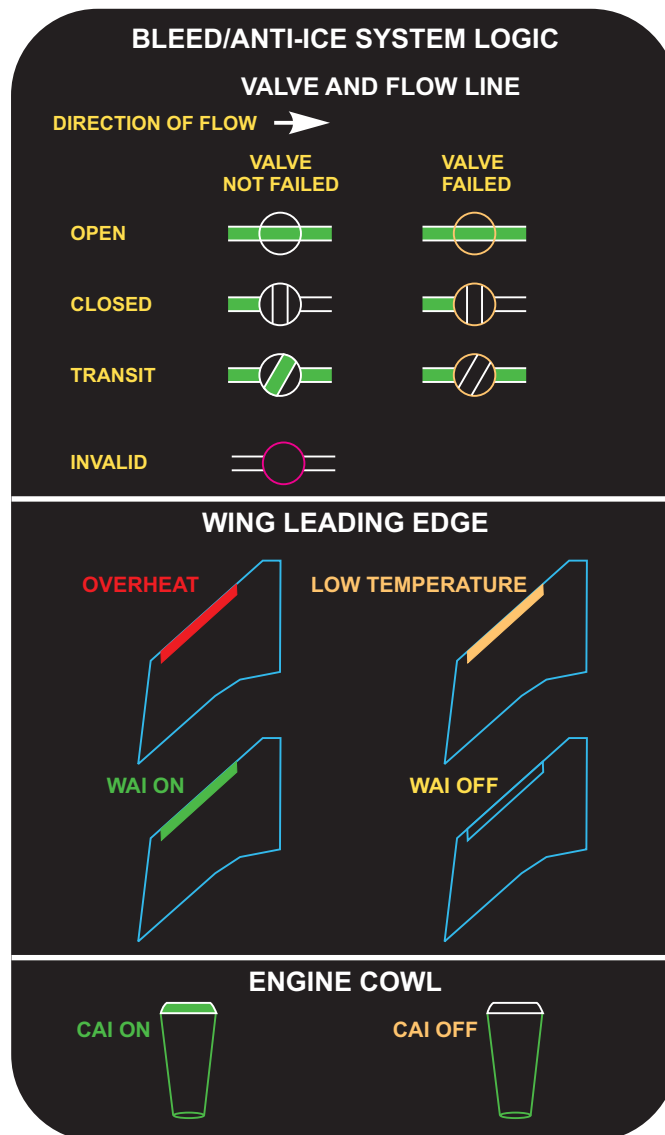 BLEED/ANTI-ICE SYSTEM LOGIC
VALVE AND FLOW LINE
DIRECTION OF FLOW
VALVE
NOT FAILED
VALVE
FAILED
OPEN
CLOSED
TRANSIT
INVALID
WING LEADING EDGE
OVERHEAT
LOW TEMPERATURE
WAI ON
WAI OFF
ENGINE COWL
CAI ON
CAI OFF